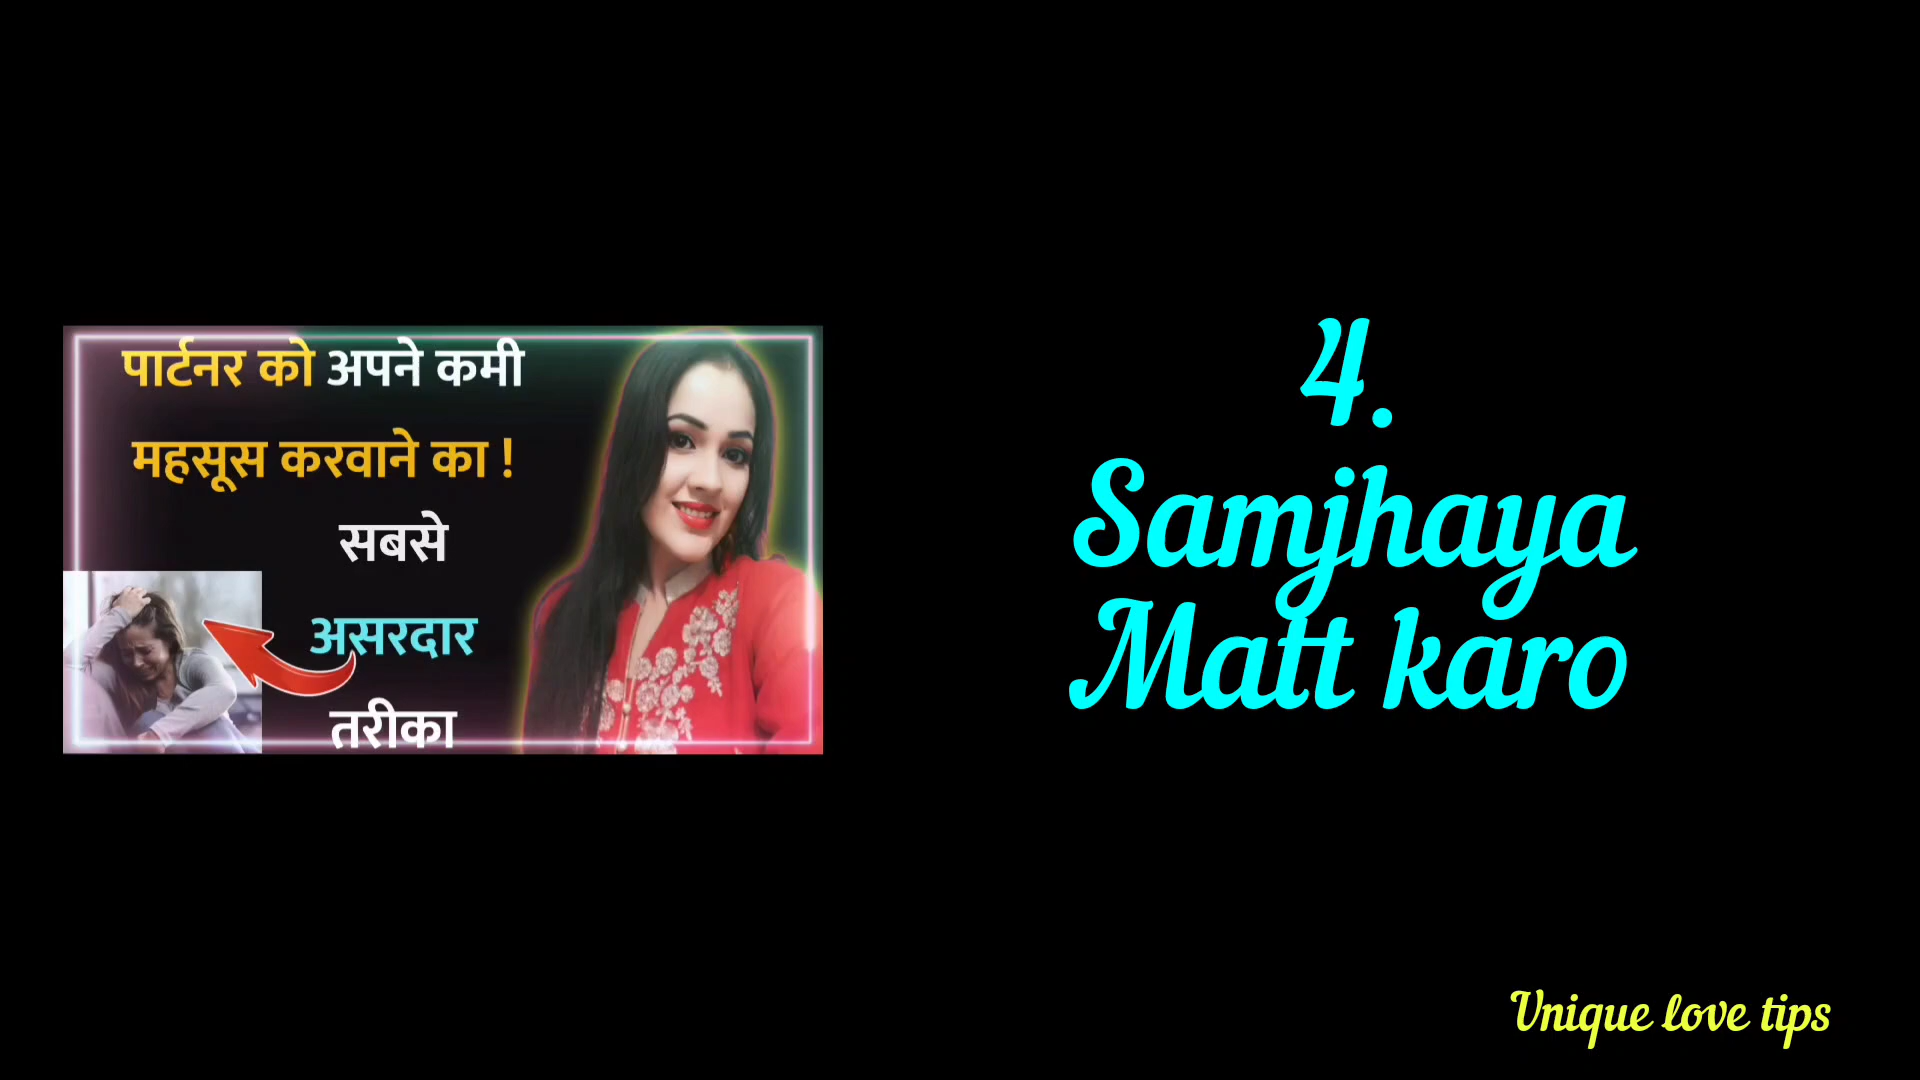 पार्टनर को अपने कमी
महसूस करवाने का !
सबसे
असरदार
तरीका
4.
Samjhaya
Matt karo
Unique love tips